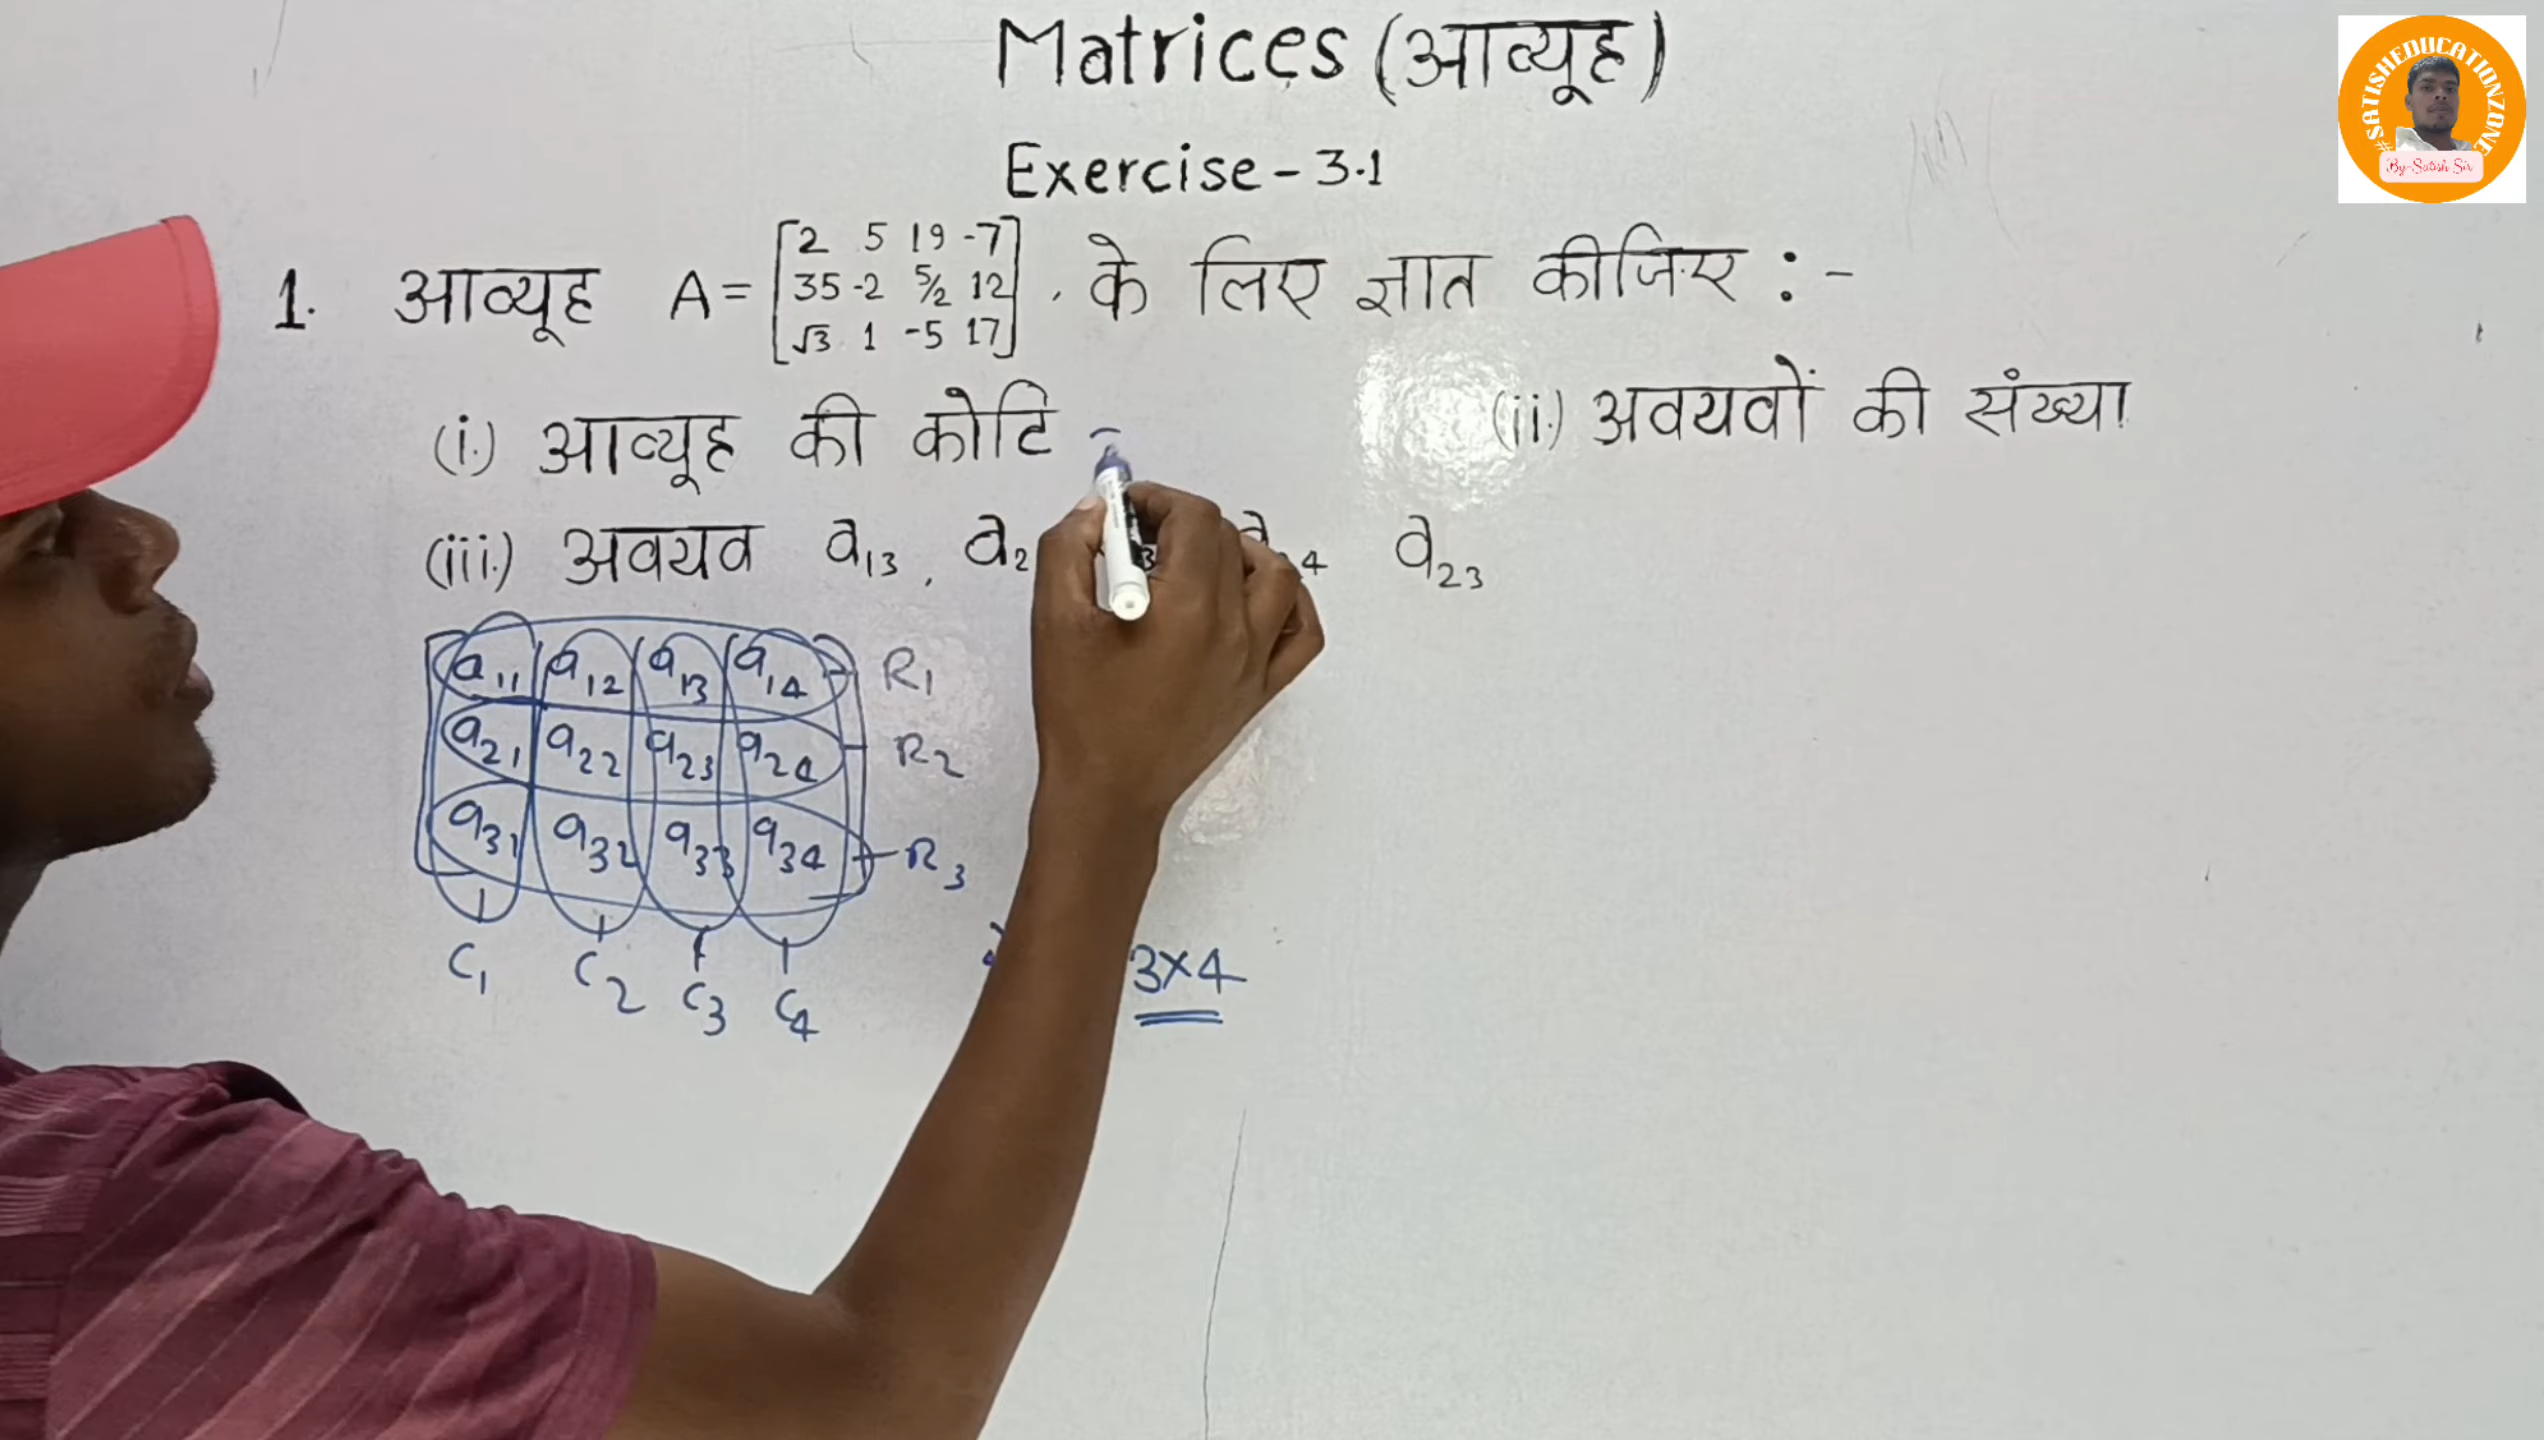 Matrices (आव्यूह)
Exercise - 3.1
1. आव्यूह A = [2 5 19 -7
35 -2 5/2 12
√3 1 -5 17], के लिए ज्ञात कीजिए :-
(i.) आव्यूह की कोटि (ii.) अवयवों की संख्या
(iii.) अवयव a13, a2 a23
a11 a12 a13 a14 - R1
a21 a22 a23 a24 - R2
a31 a32 a33 a34 - R3
C1 C2 C3 C4
3×4
#SATISHEDUCATIONZONE
By-Satish Sir